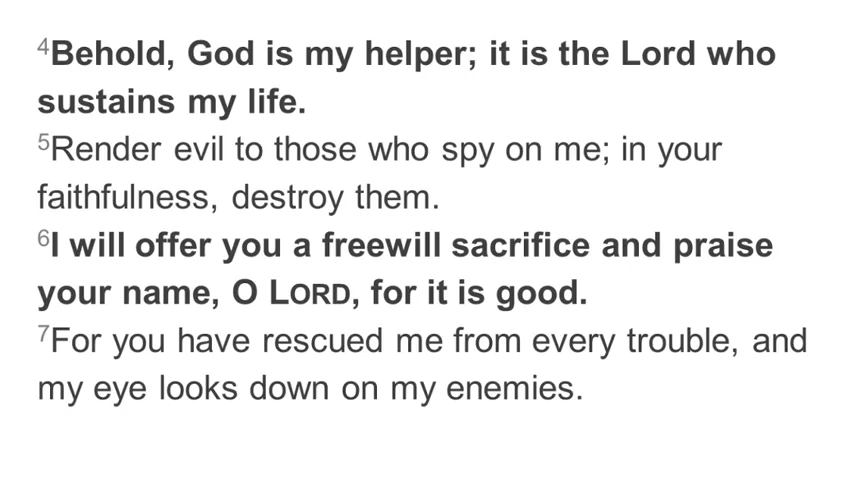 4Behold, God is my helper; it is the Lord who
sustains my life.
5Render evil to those who spy on me; in your
faithfulness, destroy them.
6I will offer you a freewill sacrifice and praise
your name, O LORD, for it is good.
7For you have rescued me from every trouble, and
my eye looks down on my enemies.